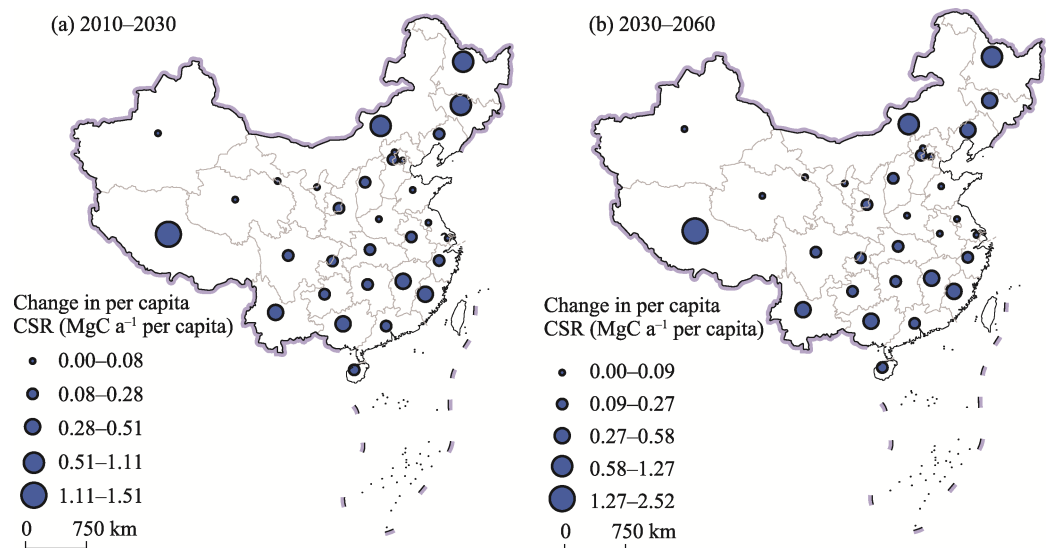 (a) 2010–2030
Change in per capita
CSR (MgC a⁻¹ per capita)
0.00–0.08
0.08–0.28
0.28–0.51
0.51–1.11
1.11–1.51
0 750 km
(b) 2030–2060
Change in per capita
CSR (MgC a⁻¹ per capita)
0.00–0.09
0.09–0.27
0.27–0.58
0.58–1.27
1.27–2.52
0 750 km